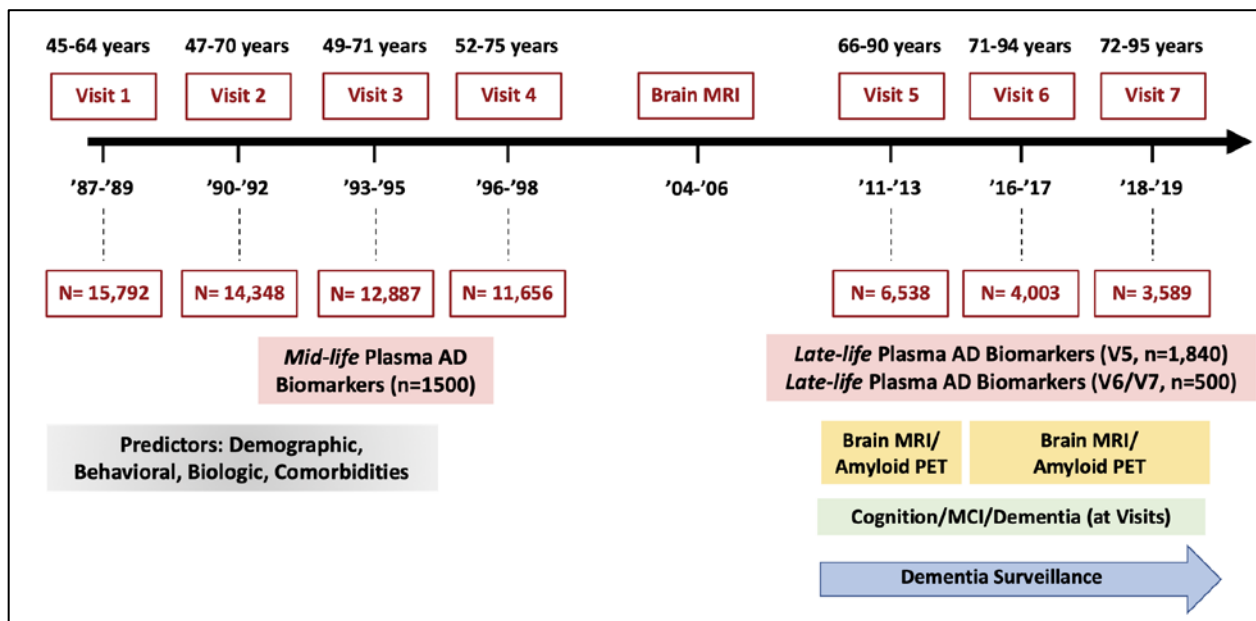 45-64 years 47-70 years 49-71 years 52-75 years 66-90 years 71-94 years 72-95 years
Visit 1 Visit 2 Visit 3 Visit 4 Brain MRI Visit 5 Visit 6 Visit 7
’87-’89 ’90-’92 ’93-’95 ’96-’98 ’04-’06 ’11-’13 ’16-’17 ’18-’19
N= 15,792 N= 14,348 N= 12,887 N= 11,656 N= 6,538 N= 4,003 N= 3,589
Mid-life Plasma AD
Biomarkers (n=1500)
Late-life Plasma AD Biomarkers (V5, n=1,840)
Late-life Plasma AD Biomarkers (V6/V7, n=500)
Predictors: Demographic,
Behavioral, Biologic, Comorbidities
Brain MRI/
Amyloid PET
Brain MRI/
Amyloid PET
Cognition/MCI/Dementia (at Visits)
Dementia Surveillance